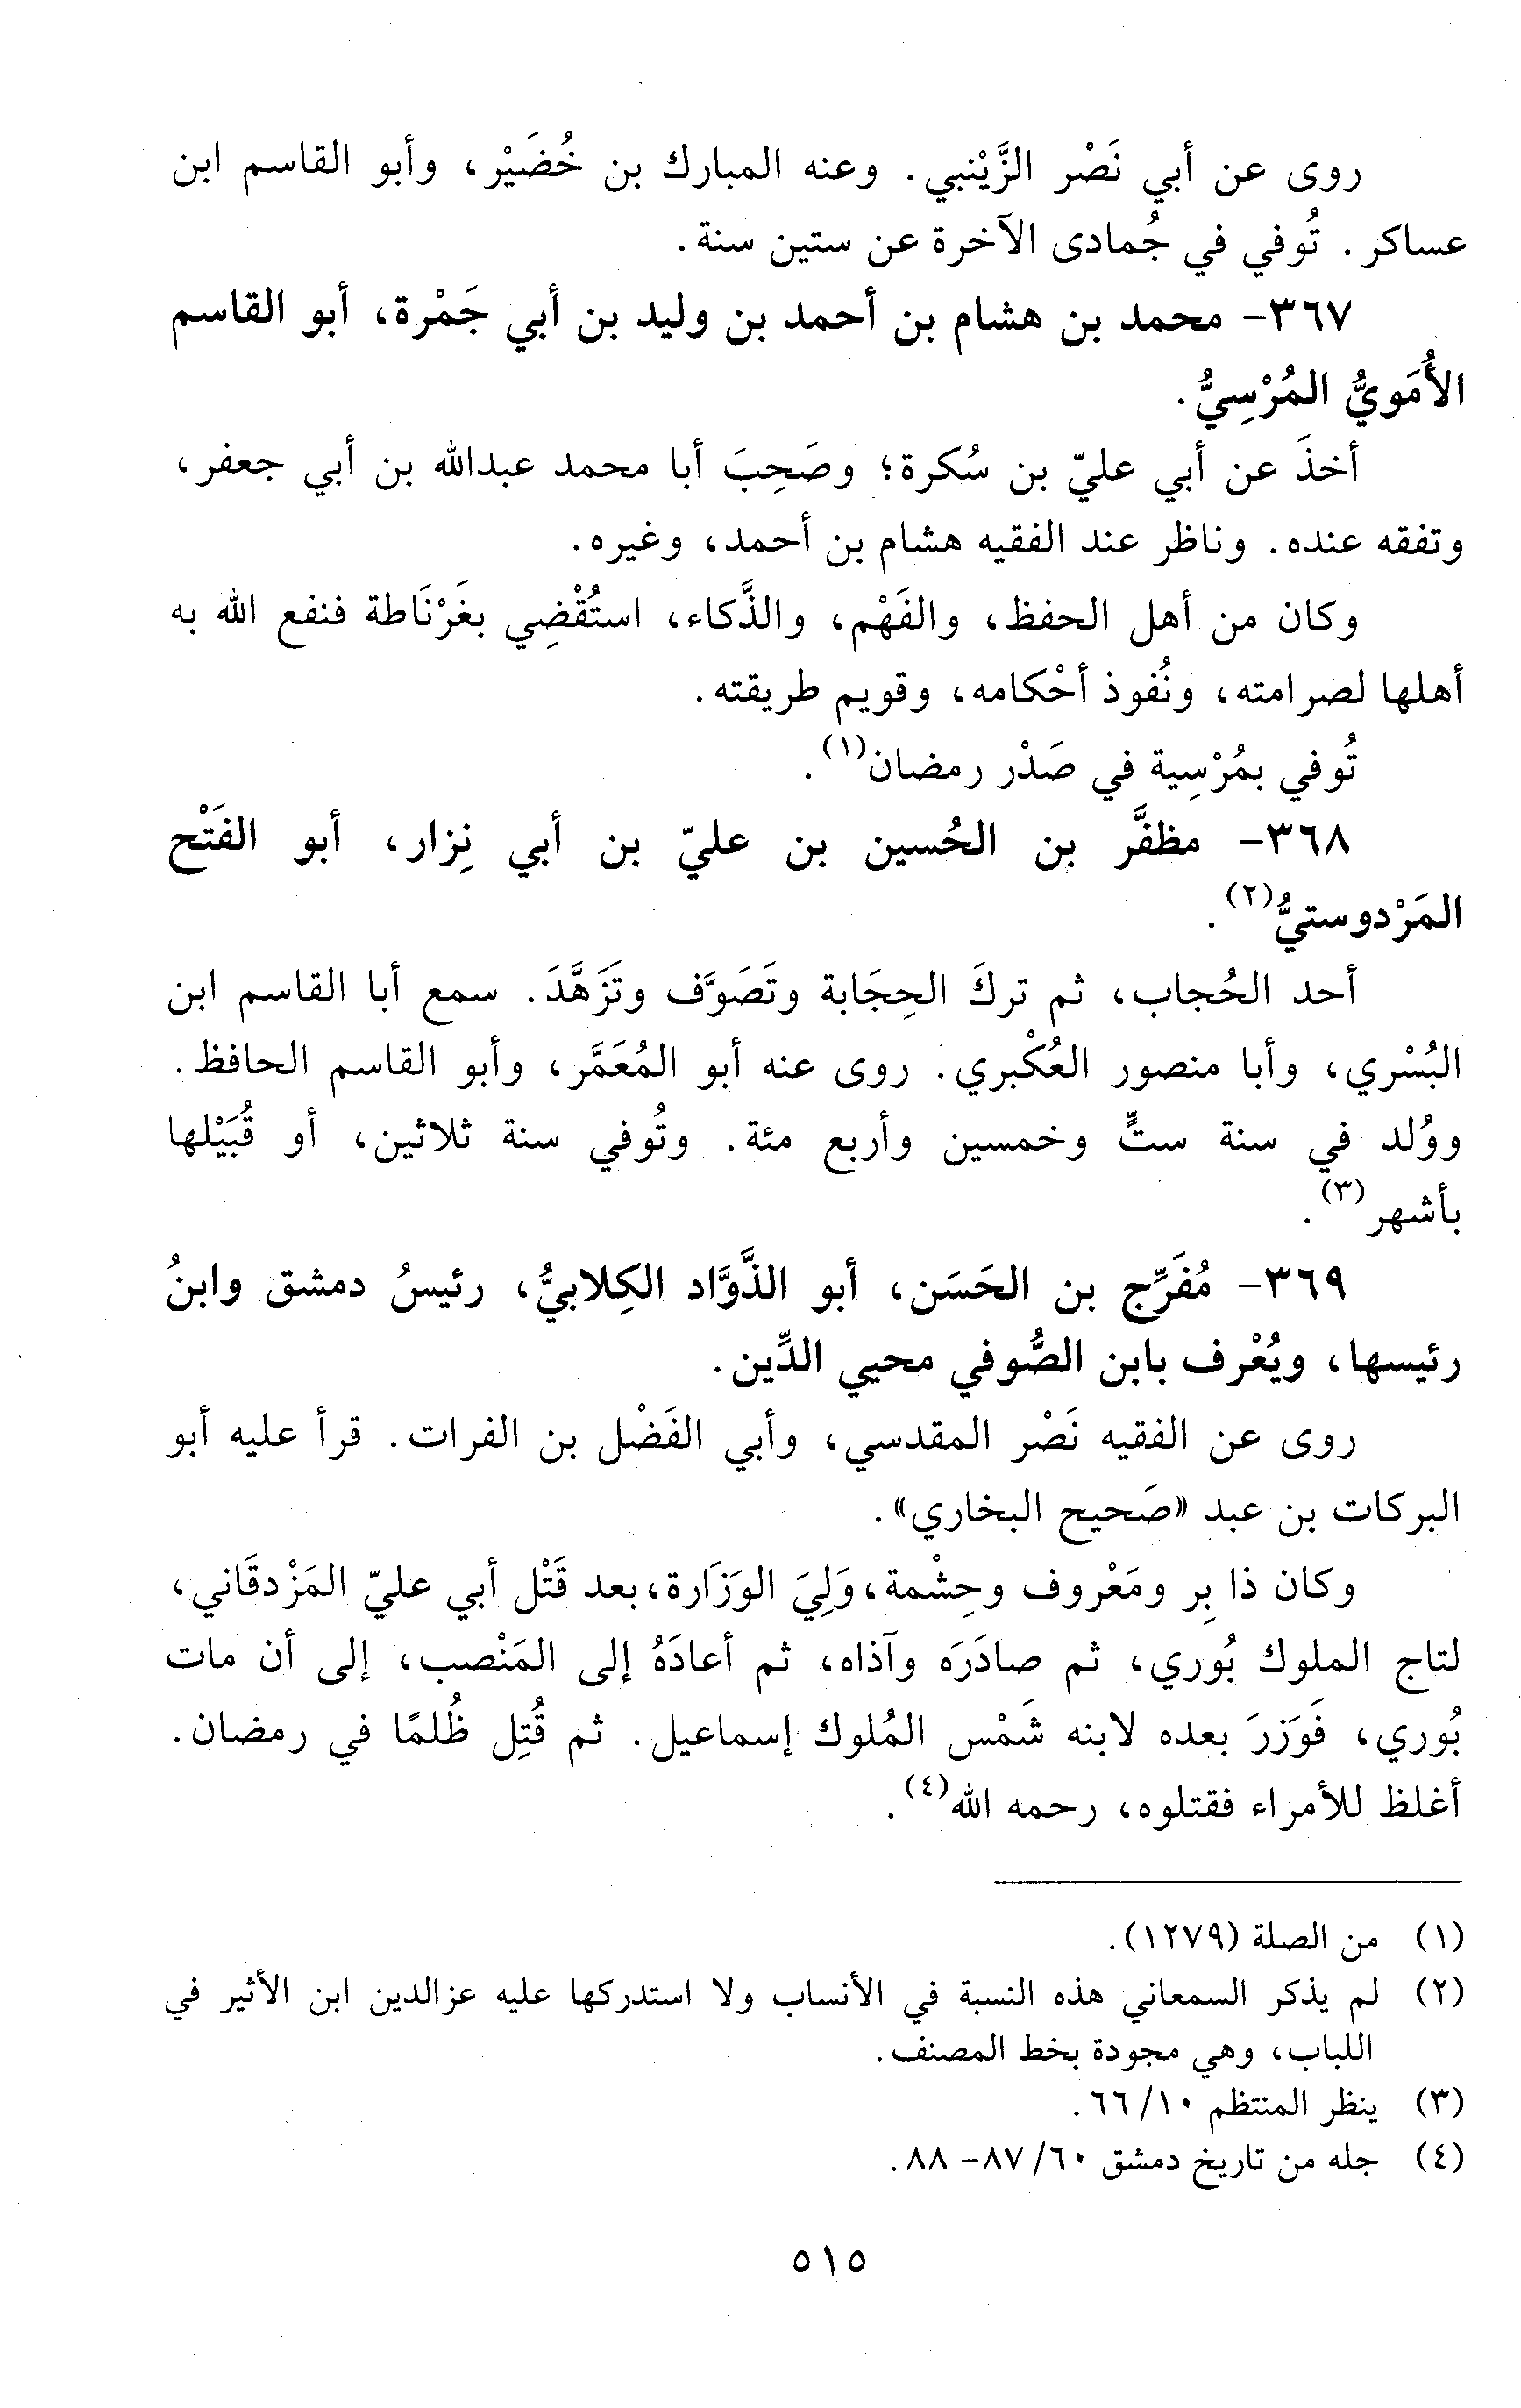 روى عن أبي نَصْر الزَّيْنبي. وعنه المبارك بن خُضَيْر، وأبو القاسم ابن
عساكر. تُوفي في جُمادى الآخرة عن ستين سنة.
٣٦٧- محمد بن هشام بن أحمد بن وليد بن أبي جَمْرة، أبو القاسم
الأُمَويُّ المُرْسِيُّ.
أخذَ عن أبي عليّ بن سُكرة؛ وصَحِبَ أبا محمد عبدالله بن أبي جعفر،
وتفقه عنده. وناظر عند الفقيه هشام بن أحمد، وغيره.
وكان من أهل الحفظ، والفَهْم، والذَّكاء، استُقْضِي بغَرْنَاطة فنفع الله به
أهلها لصرامته، ونُفوذ أحْكامه، وقويم طريقته.
تُوفي بمُرْسِية في صَدْر رمضان(١).
٣٦٨- مظفَّر بن الحُسين بن عليّ بن أبي نِزار، أبو الفَتْح
المَرْدوستيُّ(٢).
أحد الحُجاب، ثم تركَ الحِجَابة وتَصَوَّف وتَزَهَّدَ. سمع أبا القاسم ابن
البُسْري، وأبا منصور العُكْبري. روى عنه أبو المُعَمَّر، وأبو القاسم الحافظ.
ووُلد في سنة ستٍّ وخمسين وأربع مئة. وتُوفي سنة ثلاثين، أو قُبَيْلها
بأشهر(٣).
٣٦٩- مُفَرِّج بن الحَسَن، أبو الذَّوَّاد الكِلابيُّ، رئيسُ دمشق وابنُ
رئيسها، ويُعْرف بابن الصُّوفي محيي الدِّين.
روى عن الفقيه نَصْر المقدسي، وأبي الفَضْل بن الفرات. قرأ عليه أبو
البركات بن عبد «صَحيح البخاري».
وكان ذا بِر ومَعْروف وحِشْمة، وَلِيَ الوَزَارة، بعد قَتْل أبي عليّ المَزْدقَاني،
لتاج الملوك بُوري، ثم صادَرَه وآذاه، ثم أعادَهُ إلى المَنْصب، إلى أن مات
بُوري، فَوَزرَ بعده لابنه شَمْس المُلوك إسماعيل. ثم قُتِل ظُلمًا في رمضان.
أغلظ للأمراء فقتلوه، رحمه الله(٤).
(١) من الصلة (١٢٧٩).
(٢) لم يذكر السمعاني هذه النسبة في الأنساب ولا استدركها عليه عزالدين ابن الأثير في
اللباب، وهي مجودة بخط المصنف.
(٣) ينظر المنتظم ١٠/ ٦٦.
(٤) جله من تاريخ دمشق ٦٠/ ٨٧- ٨٨.
٥١٥